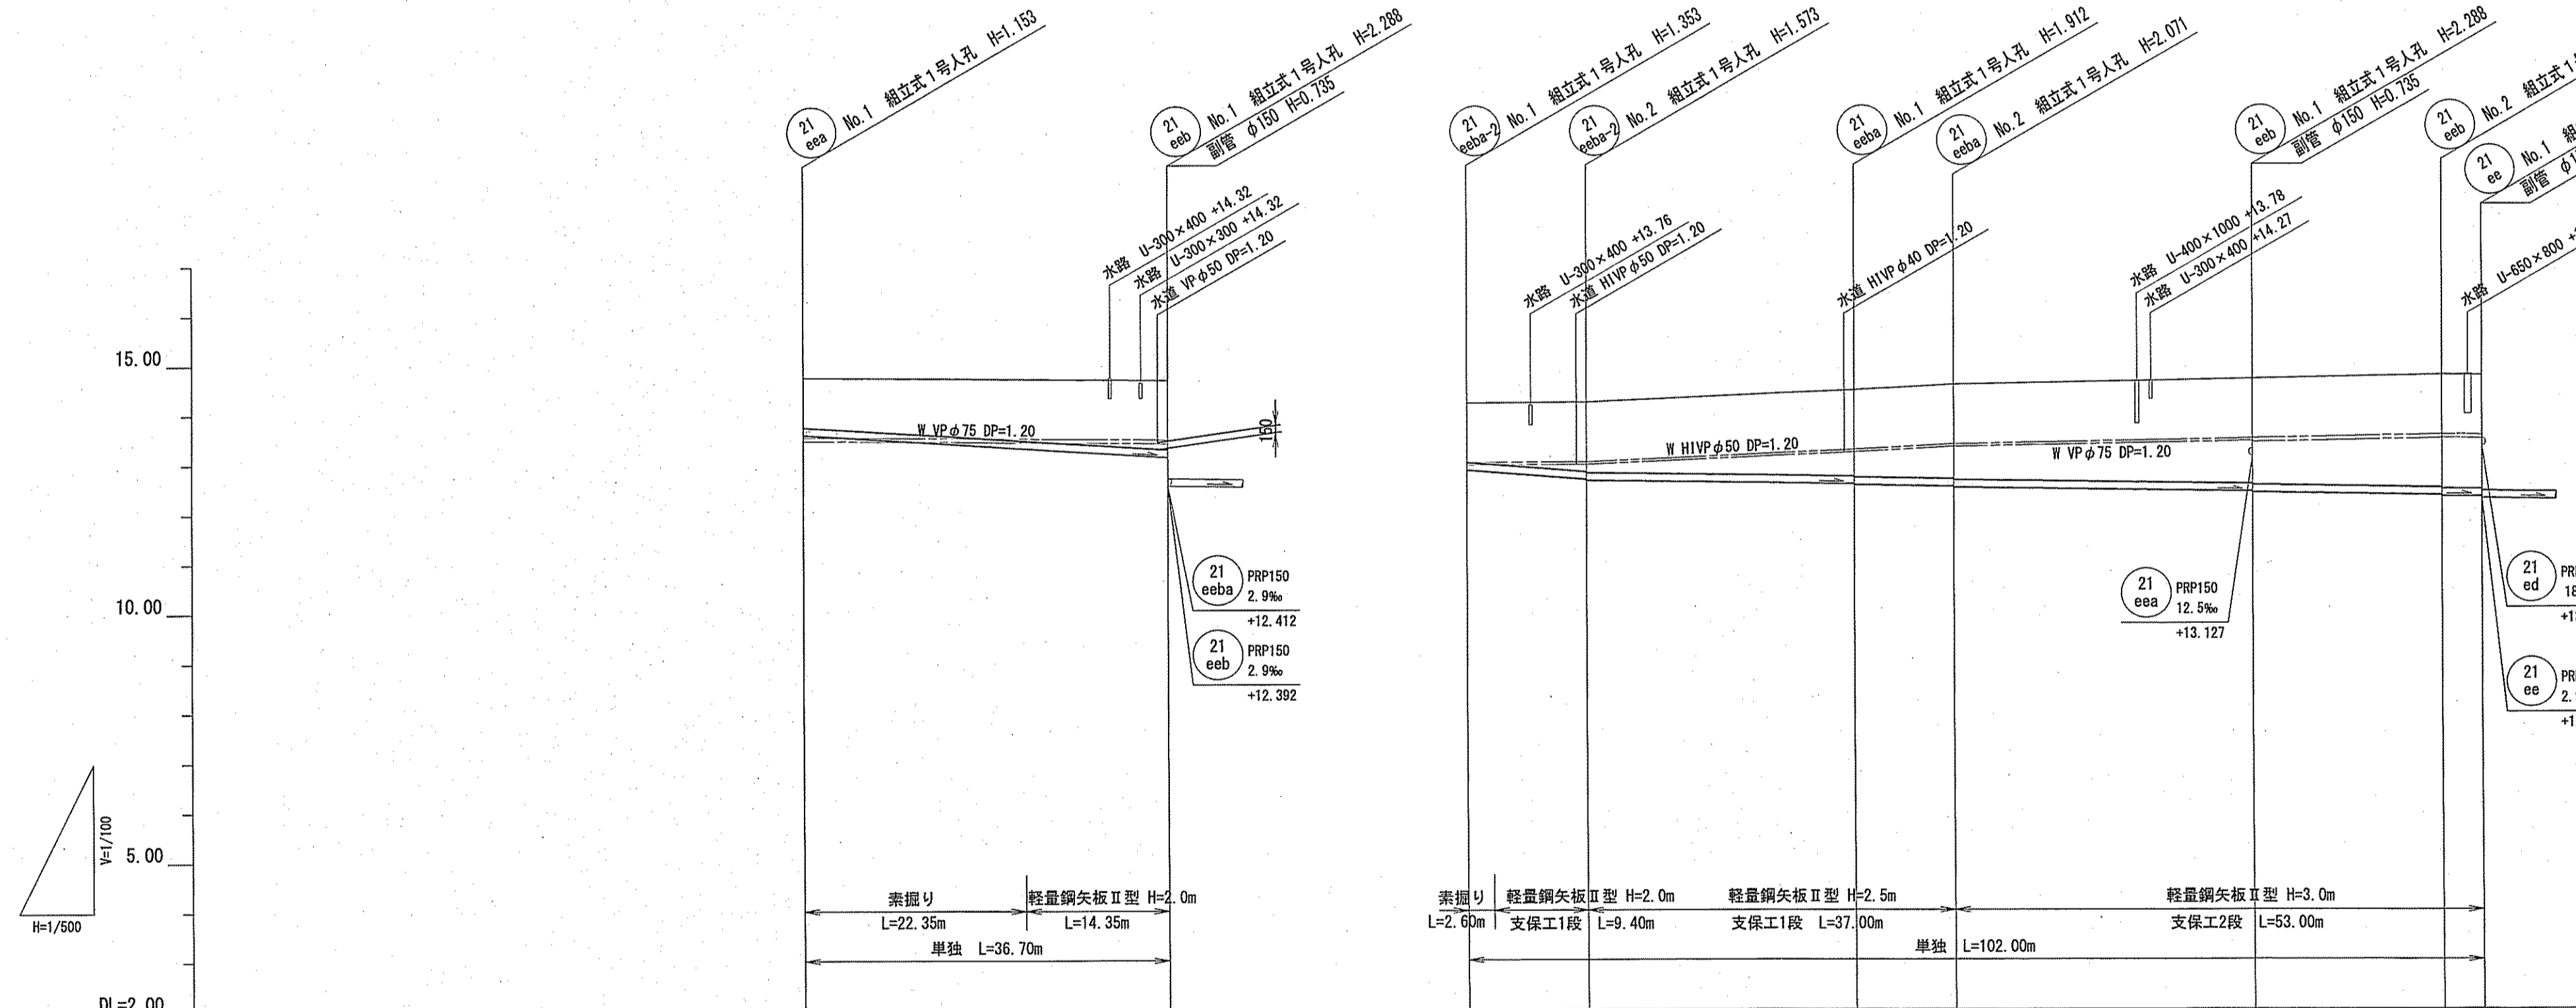 21
eea
No.1 組立式1号人孔 H=1.153
21
eeb
No.1 組立式1号人孔 H=2.288
副管 φ150 H=0.735
21
eeba-2
No.1 組立式1号人孔 H=1.353
21
eeba-2
No.2 組立式1号人孔 H=1.573
21
eeba
No.1 組立式1号人孔 H=1.912
21
eeba
No.2 組立式1号人孔 H=2.071
21
eeb
No.1 組立式1号人孔 H=2.288
副管 φ150 H=0.735
21
eeb
No.2 組立式1
21
ee
No.1 組
副管 φ1
水路 U-300×400 +14.32
水路 U-300×300 +14.32
水道 VPφ50 DP=1.20
水路 U-300×400 +13.76
水道 HIVPφ50 DP=1.20
水道 HIVPφ40 DP=1.20
水路 U-400×1000 +13.78
水路 U-300×400 +14.27
水路 U-650×800
15.00
10.00
5.00
DL=2.00
W VPφ75 DP=1.20
150
W HIVPφ50 DP=1.20
W VPφ75 DP=1.20
21
eeba
PRP150
2.9‰
+12.412
21
eeb
PRP150
2.9‰
+12.392
21
eea
PRP150
12.5‰
+13.127
21
ed
18
21
ee
2.
V=1/100
H=1/500
素掘り
L=22.35m
軽量鋼矢板Ⅱ型 H=2.0m
L=14.35m
単独 L=36.70m
素掘り
L=2.60m
軽量鋼矢板Ⅱ型 H=2.0m
支保工1段 L=9.40m
軽量鋼矢板Ⅱ型 H=2.5m
支保工1段 L=37.00m
軽量鋼矢板Ⅱ型 H=3.0m
支保工2段 L=53.00m
単独 L=102.00m